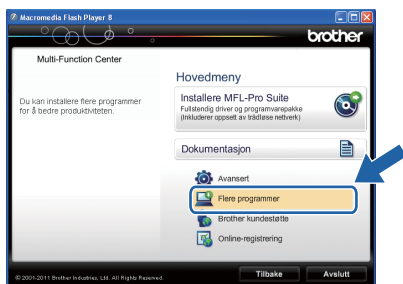 Macromedia Flash Player 8
brother
Multi-Function Center
Du kan installere flere programmer
for å bedre produktiviteten.
Hovedmeny
Installere MFL-Pro Suite
Fullstendig driver og programvarepakke
(Inkluderer oppsett av trådløse nettverk)
Dokumentasjon
Avansert
Flere programmer
Brother kundestøtte
Online-registrering
© 2001-2011 Brother Industries, Ltd. All Rights Reserved.
Tilbake
Avslutt